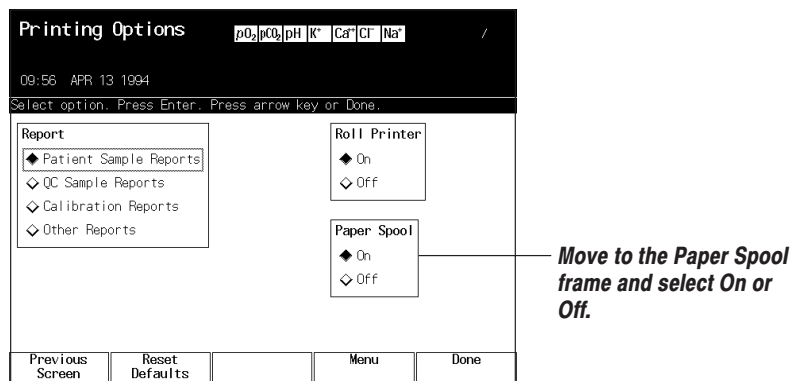 Printing Options
pO₂ pCO₂ pH K⁺ Ca⁺⁺ Cl⁻ Na⁺ /
09:56 APR 13 1994
Select option. Press Enter. Press arrow key or Done.
Report
Patient Sample Reports
QC Sample Reports
Calibration Reports
Other Reports
Roll Printer
On
Off
Paper Spool
On
Off
Move to the Paper Spool
frame and select On or
Off.
Previous
Screen
Reset
Defaults
Menu
Done